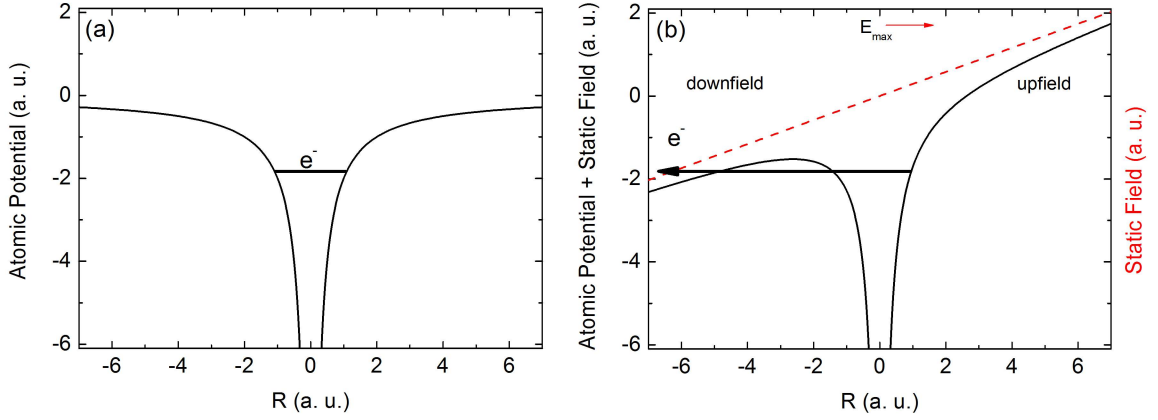 (a)
Atomic Potential (a. u.)
2
0
-2
-4
-6
e-
-6 -4 -2 0 2 4 6
R (a. u.)
(b)
Atomic Potential + Static Field (a. u.)
2
0
-2
-4
-6
Emax
downfield
upfield
e-
-6 -4 -2 0 2 4 6
R (a. u.)
Static Field (a. u.)